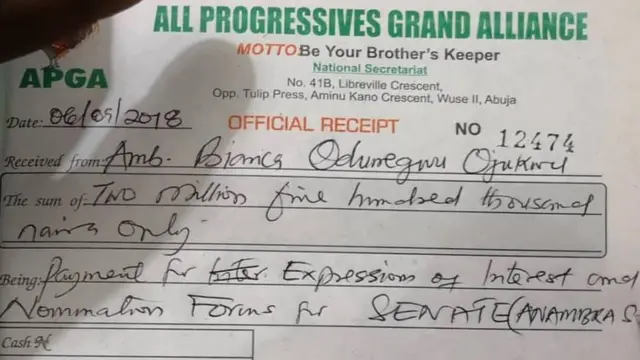 ALL PROGRESSIVES GRAND ALLIANCE
MOTTO: Be Your Brother's Keeper
APGA
National Secretariat
No. 41B, Libreville Crescent,
Opp. Tulip Press, Aminu Kano Crescent, Wuse II, Abuja
Date: 06/09/2018 OFFICIAL RECEIPT NO 12474
Received from: Amb. Bianca Odumegwu Ojukwu
The sum of: Two Million five hundred thousand
naira only.
Being: Payment for Expressions of Interest and
Nomination Forms for SENATE (ANAMBRA S
Cash ₦